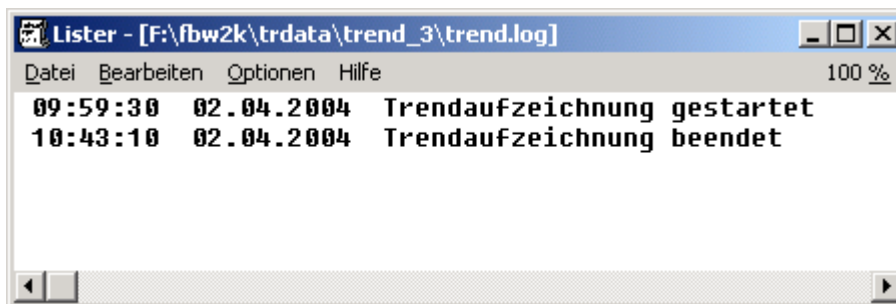 Lister - [F:\fbw2k\trdata\trend_3\trend.log]
Datei Bearbeiten Optionen Hilfe 100 %
09:59:30 02.04.2004 Trendaufzeichnung gestartet
10:43:10 02.04.2004 Trendaufzeichnung beendet